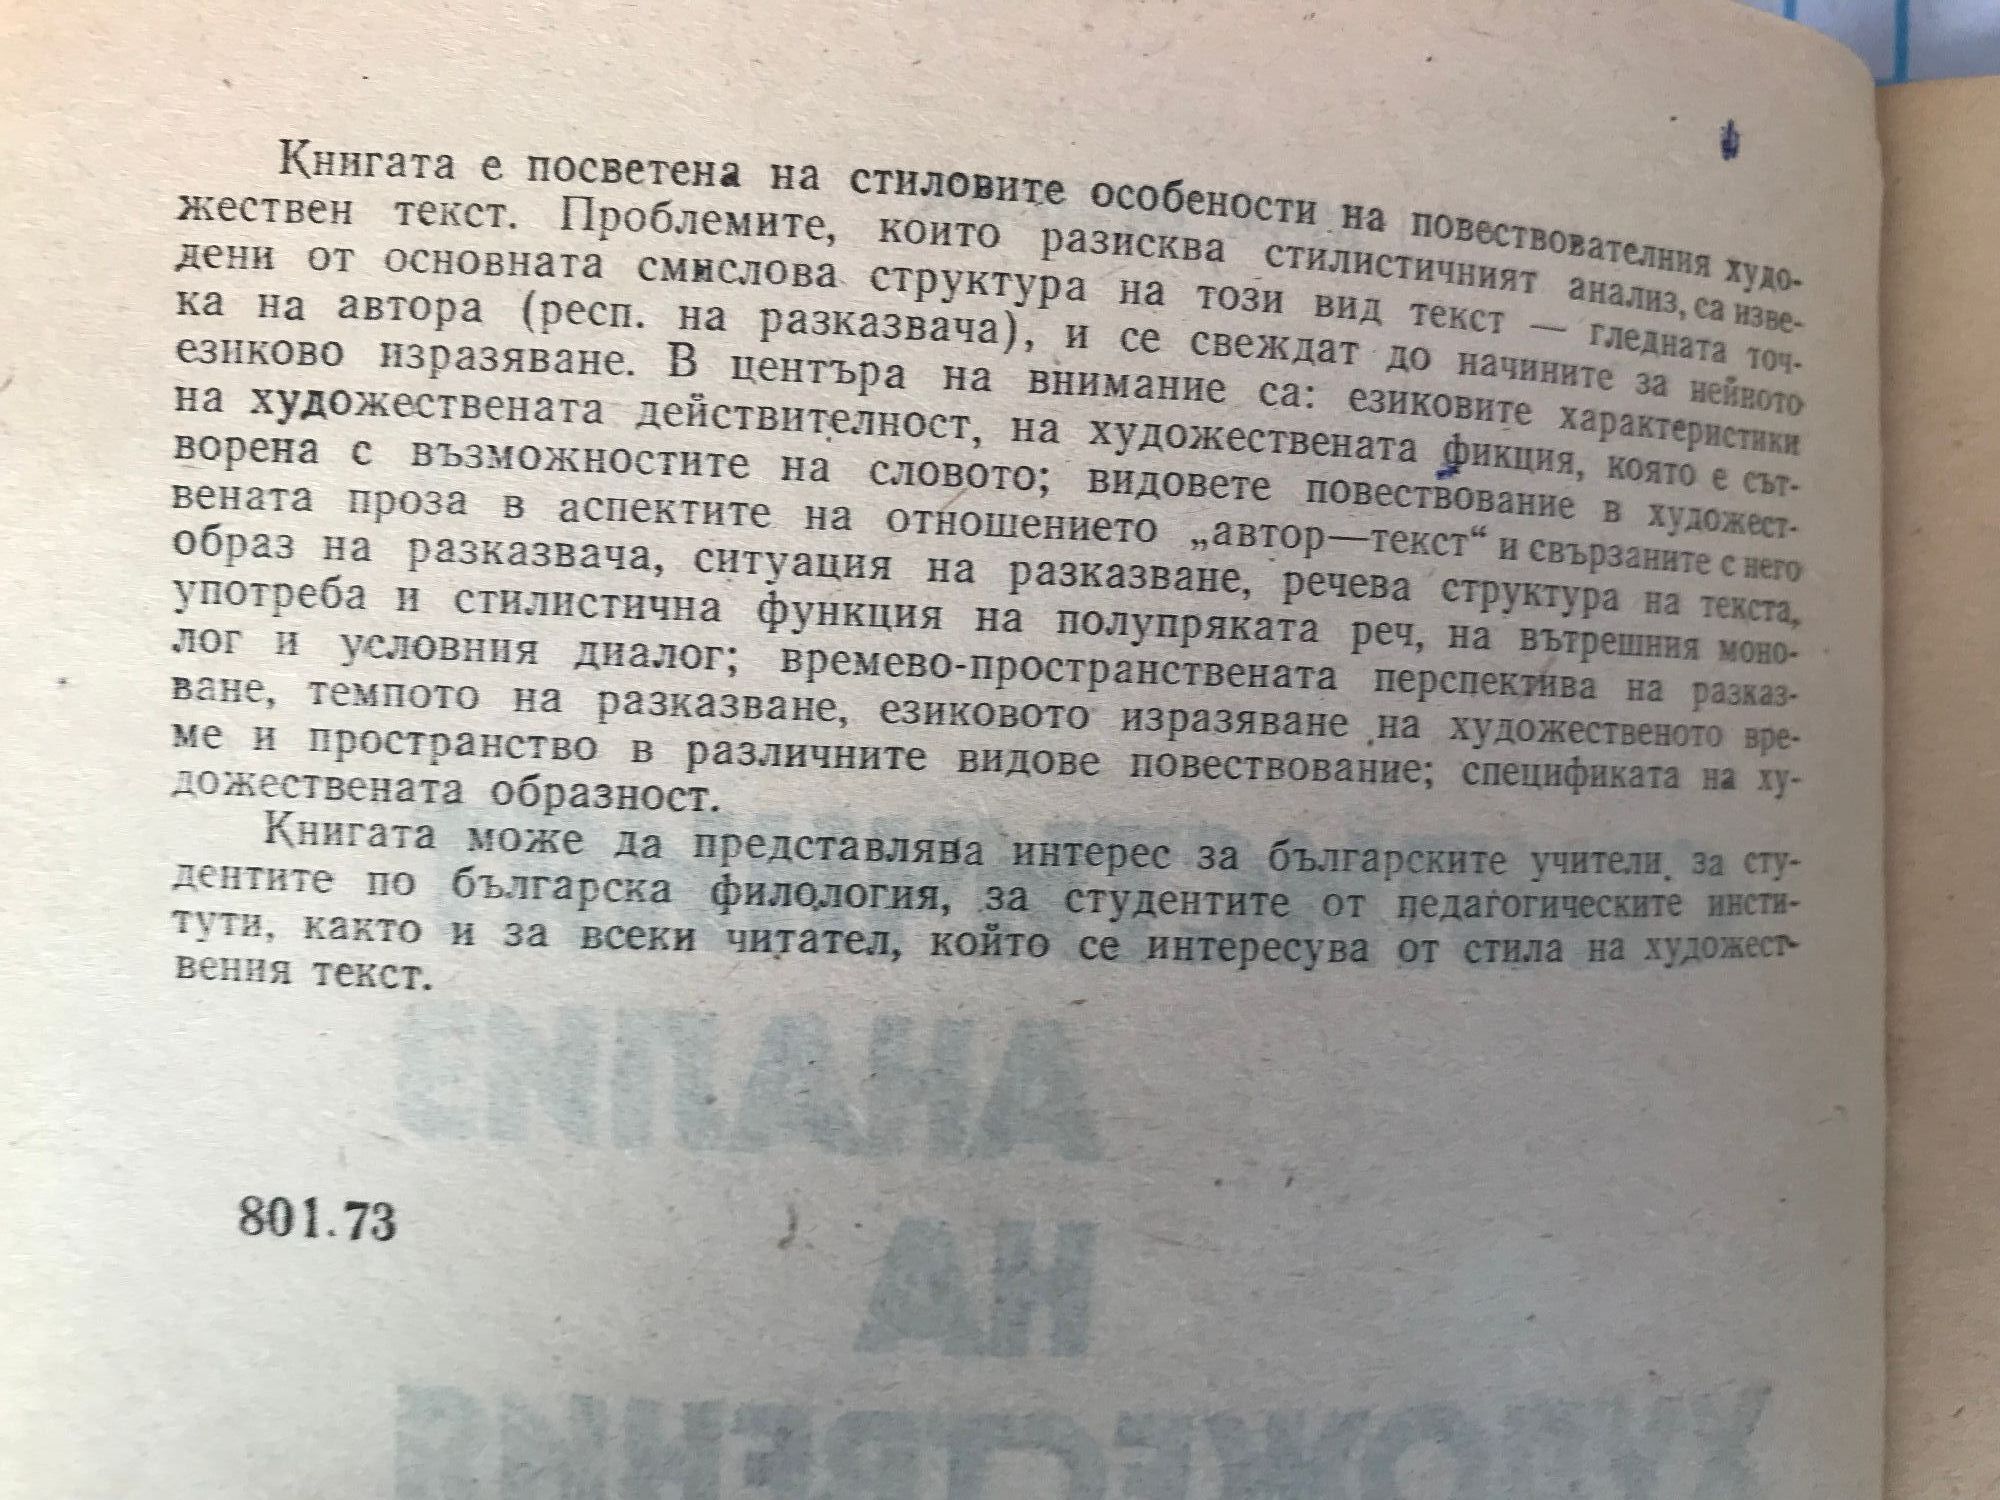 Книгата е посветена на стиловите особености на повествователния худо-
жествен текст. Проблемите, които разисква стилистичният анализ, са изве-
дени от основната смислова структура на този вид текст — гледната точ-
ка на автора (респ. на разказвача), и се свеждат до начините за нейното
езиково изразяване. В центъра на внимание са: езиковите характеристики
на художествената действителност, на художествената фикция, която е сът-
ворена с възможностите на словото; видовете повествование в художест-
вената проза в аспектите на отношението „автор—текст“ и свързаните с него
образ на разказвача, ситуация на разказване, речева структура на текста,
употреба и стилистична функция на полупряката реч, на вътрешния моно-
лог и условния диалог; времево-пространствената перспектива на разказ-
ване, темпото на разказване, езиковото изразяване на художественото вре-
ме и пространство в различните видове повествование; спецификата на ху-
дожествената образност.
Книгата може да представлява интерес за българските учители, за сту-
дентите по българска филология, за студентите от педагогическите инсти-
тути, както и за всеки читател, който се интересува от стила на художест-
вения текст.
АНАЛИЗ
801.73
НА